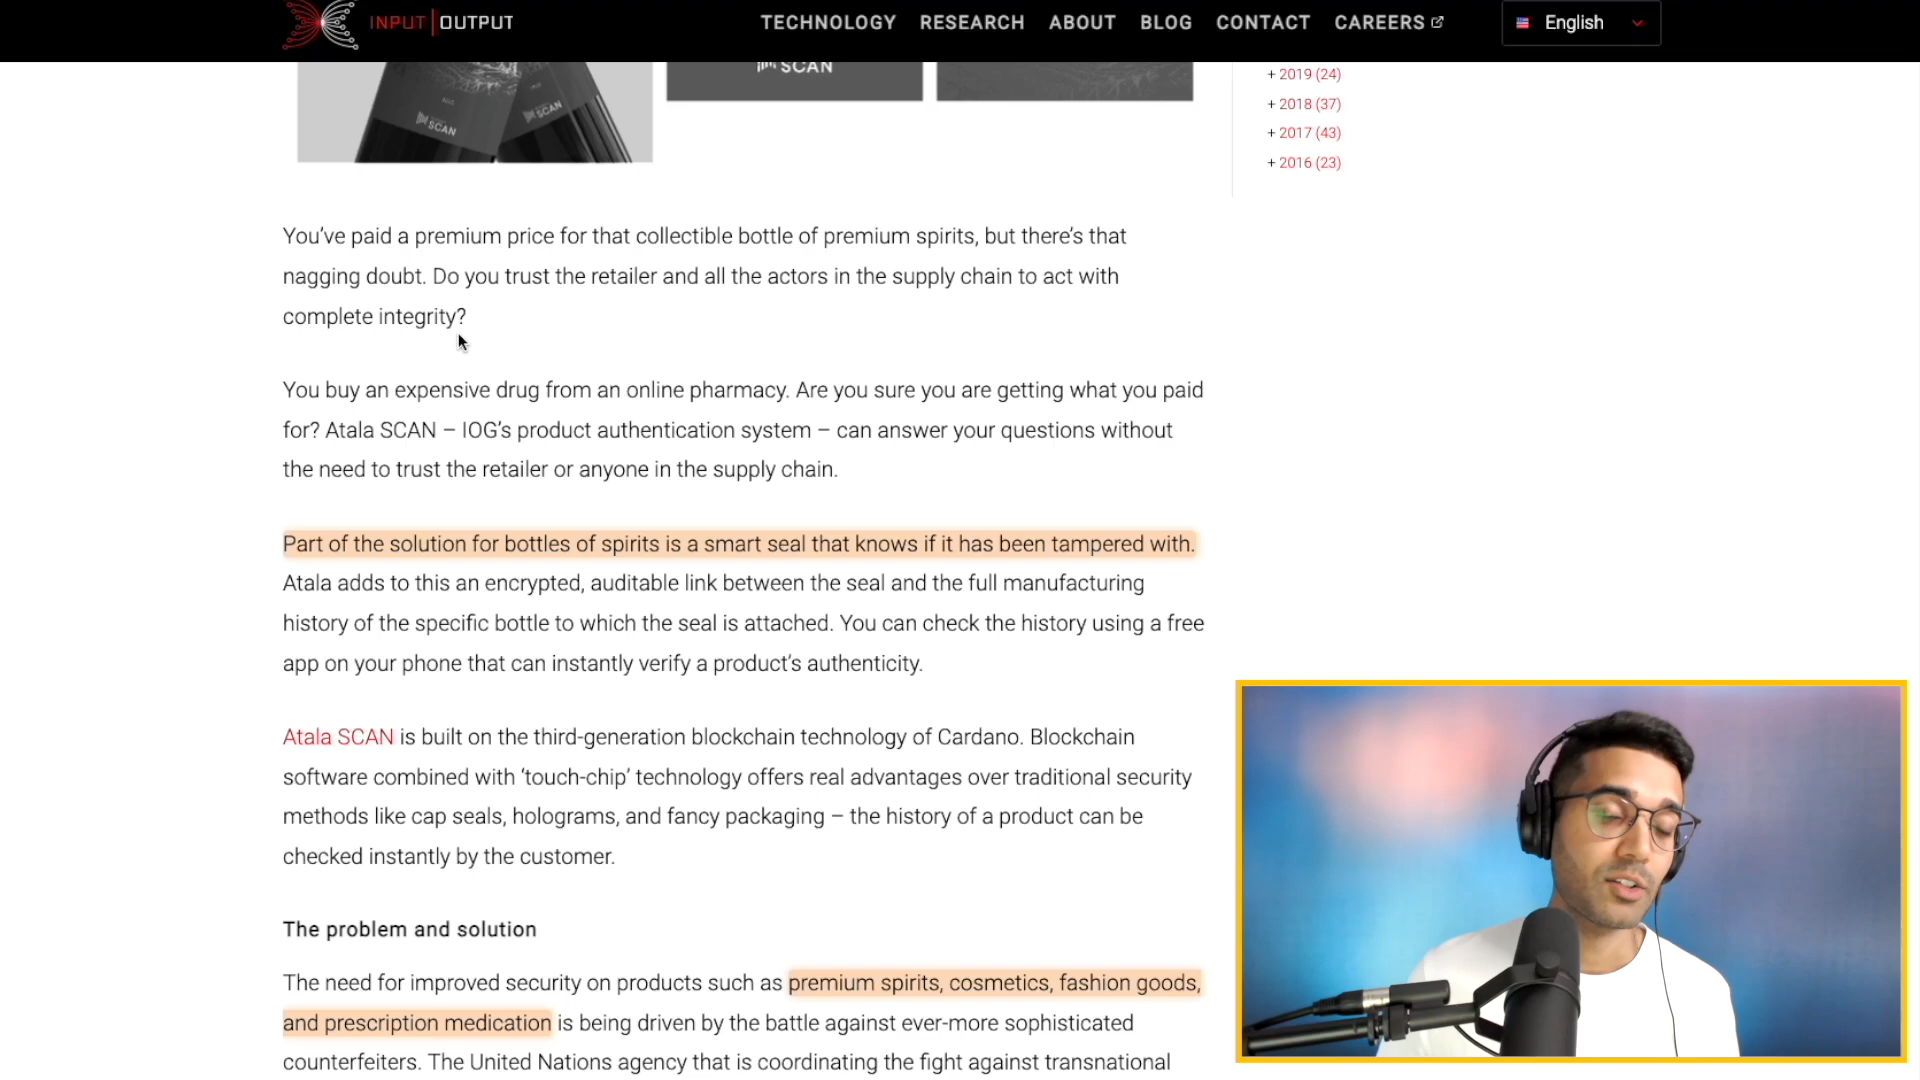 INPUT | OUTPUT
TECHNOLOGY RESEARCH ABOUT BLOG CONTACT CAREERS
English
SCAN
SCAN
SCAN
+ 2019 (24)
+ 2018 (37)
+ 2017 (43)
+ 2016 (23)
You’ve paid a premium price for that collectible bottle of premium spirits, but there’s that
nagging doubt. Do you trust the retailer and all the actors in the supply chain to act with
complete integrity?
You buy an expensive drug from an online pharmacy. Are you sure you are getting what you paid
for? Atala SCAN – IOG’s product authentication system – can answer your questions without
the need to trust the retailer or anyone in the supply chain.
Part of the solution for bottles of spirits is a smart seal that knows if it has been tampered with.
Atala adds to this an encrypted, auditable link between the seal and the full manufacturing
history of the specific bottle to which the seal is attached. You can check the history using a free
app on your phone that can instantly verify a product’s authenticity.
Atala SCAN is built on the third-generation blockchain technology of Cardano. Blockchain
software combined with ‘touch-chip’ technology offers real advantages over traditional security
methods like cap seals, holograms, and fancy packaging – the history of a product can be
checked instantly by the customer.
The problem and solution
The need for improved security on products such as premium spirits, cosmetics, fashion goods,
and prescription medication is being driven by the battle against ever-more sophisticated
counterfeiters. The United Nations agency that is coordinating the fight against transnational